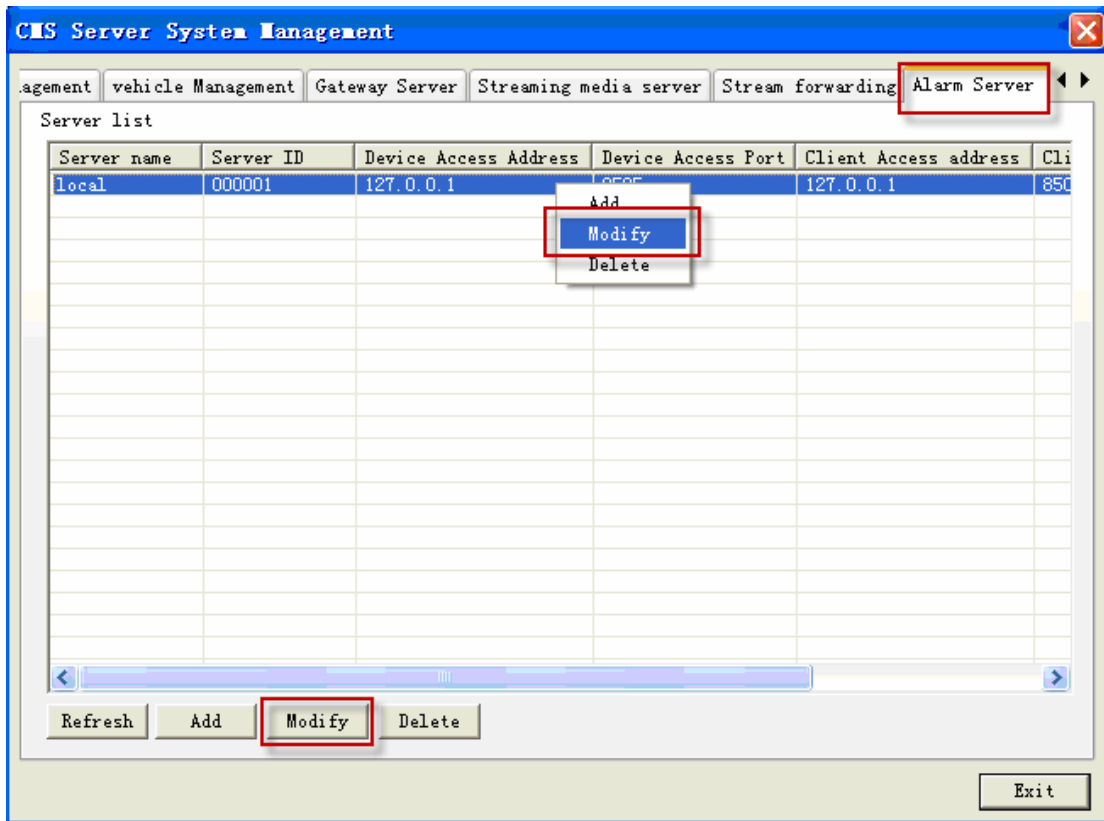 CMS Server System Management
.agement vehicle Management Gateway Server Streaming media server Stream forwarding Alarm Server
Server list
Server name Server ID Device Access Address Device Access Port Client Access address Cli
local 000001 127.0.0.1 127.0.0.1 850
Add
Modify
Delete
Refresh Add Modify Delete
Exit